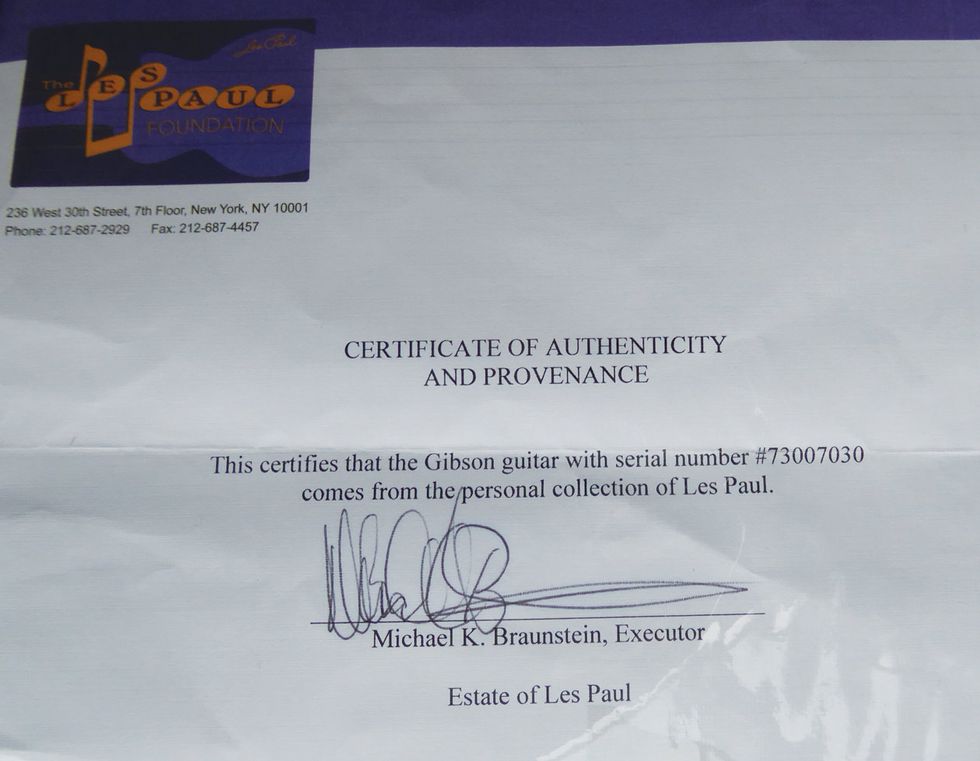 Les Paul
The LES
PAUL
FOUNDATION
236 West 30th Street, 7th Floor, New York, NY 10001
Phone: 212-687-2929 Fax: 212-687-4457
CERTIFICATE OF AUTHENTICITY
AND PROVENANCE
This certifies that the Gibson guitar with serial number #73007030
comes from the personal collection of Les Paul.
Michael K. Braunstein, Executor
Estate of Les Paul